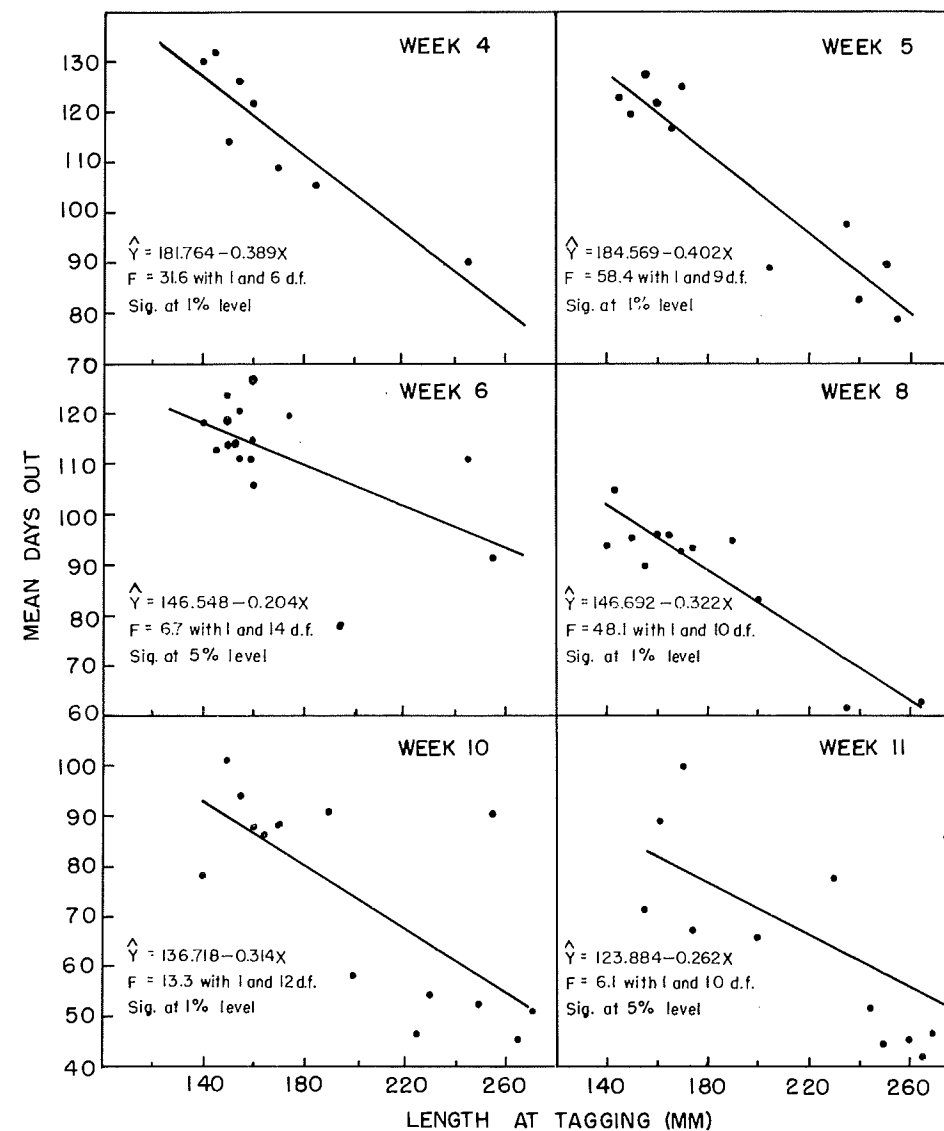 MEAN DAYS OUT
WEEK 4
130
120
110
100
90
80
70
Ŷ = 181.764-0.389X
F = 31.6 with 1 and 6 d.f.
Sig. at 1% level
WEEK 5
Ŷ = 184.569-0.402X
F = 58.4 with 1 and 9 d.f.
Sig. at 1% level
WEEK 6
120
110
100
90
80
70
60
Ŷ = 146.548-0.204X
F = 6.7 with 1 and 14 d.f.
Sig. at 5% level
WEEK 8
Ŷ = 146.692-0.322X
F = 48.1 with 1 and 10 d.f.
Sig. at 1% level
WEEK 10
100
90
80
70
60
50
40
Ŷ = 136.718-0.314X
F = 13.3 with 1 and 12 d.f.
Sig. at 1% level
WEEK 11
Ŷ = 123.884-0.262X
F = 6.1 with 1 and 10 d.f.
Sig. at 5% level
140 180 220 260 140 180 220 260
LENGTH AT TAGGING (MM)